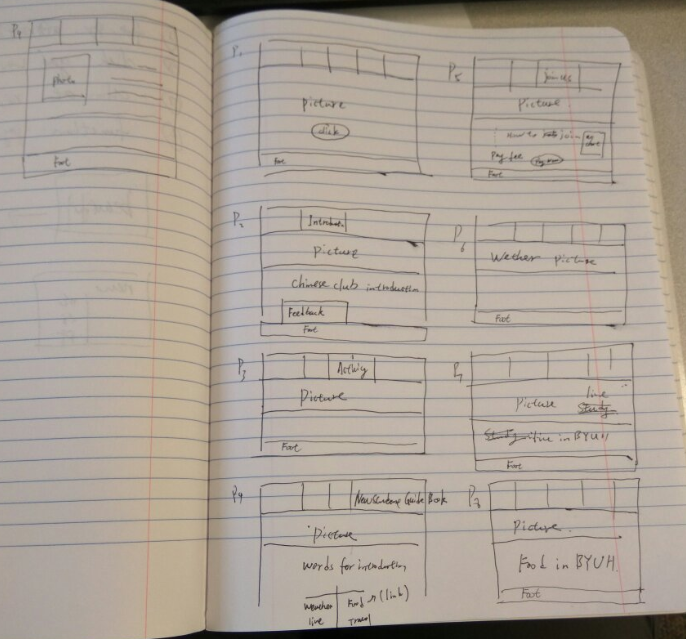 P9
photo
Foot
P1
picture
click
Foot
P2
Introduction
Picture
Chinese club introduction
Feedback
Foot
P3
Activity
Picture
Foot
P4
New student Guide Book
Picture
words for introduction
weather
Food → (link)
live
Travel
P5
join us
Picture
How to join
Pay fee
Foot
P6
Wether picture
Foot
P7
Picture
live
Study
live in BYUH
Foot
P8
Picture
Food in BYUH.
Foot